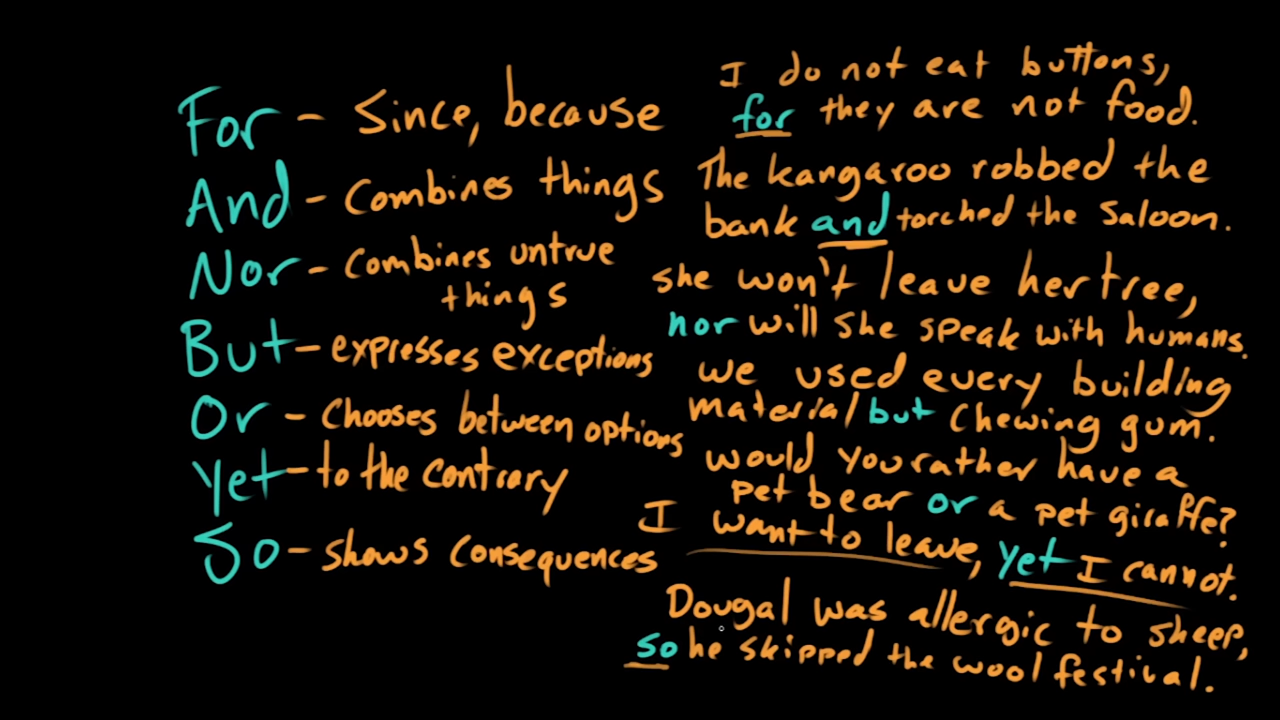 For - Since, because
And - Combines things
Nor - Combines untrue
things
But - expresses exceptions
Or - Chooses between options
Yet - to the contrary
So - shows consequences
I do not eat buttons,
for they are not food.
The kangaroo robbed the
bank and torched the saloon.
she won't leave her tree,
nor will she speak with humans.
we used every building
material but chewing gum.
would you rather have a
pet bear or a pet giraffe?
I want to leave, yet I cannot.
Dougal was allergic to sheep,
so he skipped the wool festival.